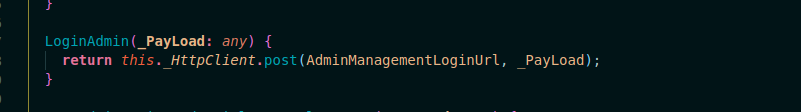 }
LoginAdmin(_PayLoad: any) {
return this._HttpClient.post(AdminManagementLoginUrl, _PayLoad);
}